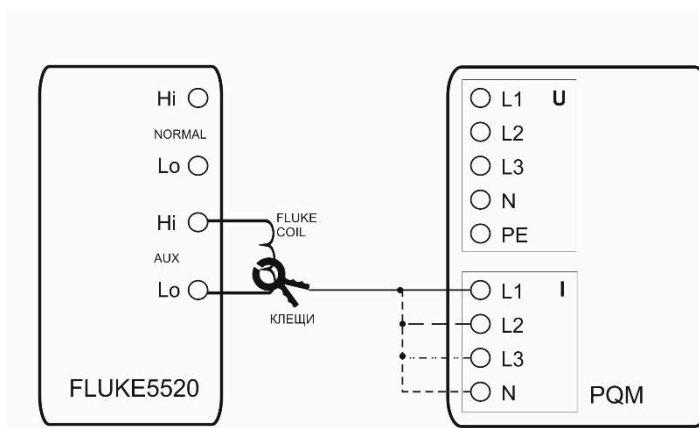 Hi
NORMAL
Lo
Hi
AUX
Lo
FLUKE5520
FLUKE
COIL
КЛЕЩИ
L1 U
L2
L3
N
PE
L1 I
L2
L3
N
PQM